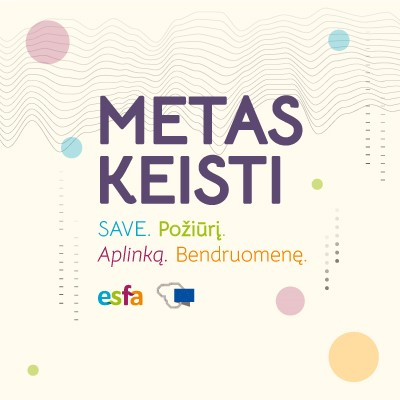 METAS
KEISTI
SAVE. Požiūrį.
Aplinką. Bendruomenę.
esfa